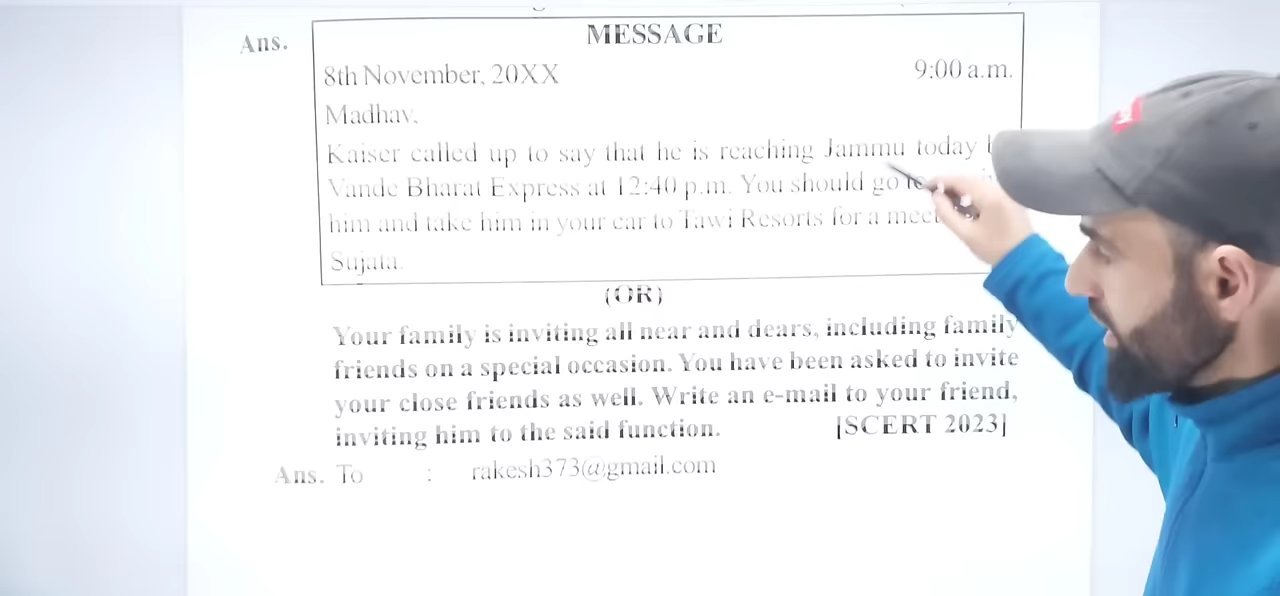 Ans.
MESSAGE
8th November, 20XX 9:00 a.m.
Madhav,
Kaiser called up to say that he is reaching Jammu today
Vande Bharat Express at 12:40 p.m. You should go
him and take him in your car to Tawi Resorts for a
Sujata.
(OR)
Your family is inviting all near and dears, including family
friends on a special occasion. You have been asked to invite
your close friends as well. Write an e-mail to your friend,
inviting him to the said function. [SCERT 2023]
Ans. To : rakesh373@gmail.com